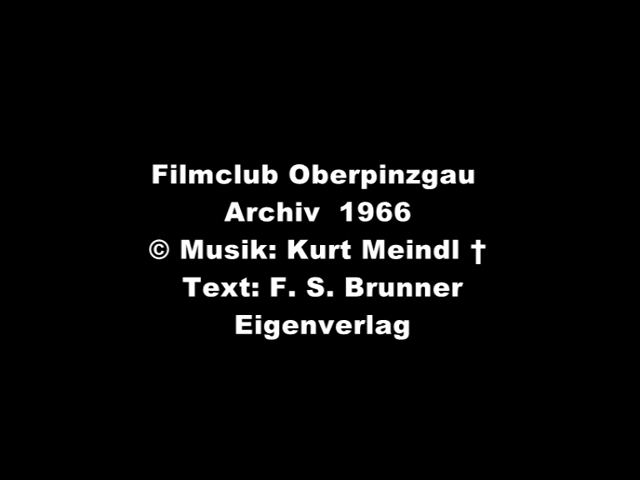 Filmclub Oberpinzgau
Archiv 1966
© Musik: Kurt Meindl †
Text: F. S. Brunner
Eigenverlag